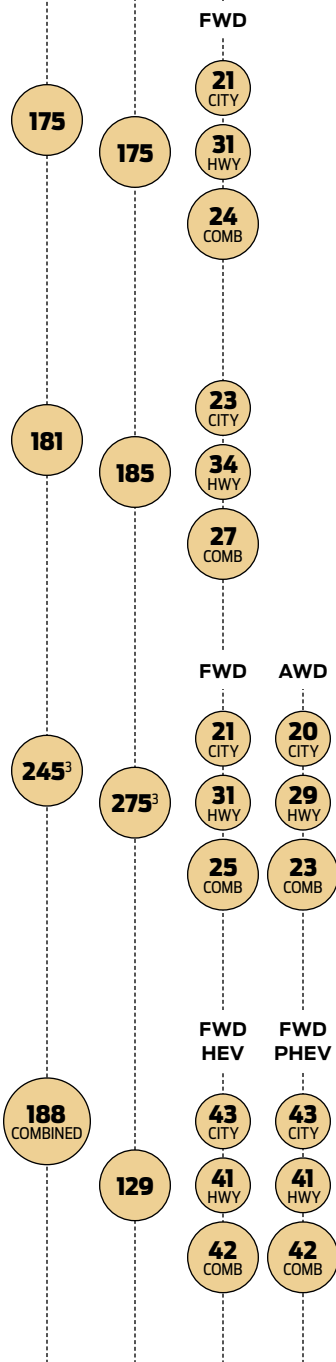 FWD
175
175
21
CITY
31
HWY
24
COMB
181
185
23
CITY
34
HWY
27
COMB
FWD AWD
245³
275³
21
CITY
31
HWY
25
COMB
20
CITY
29
HWY
23
COMB
FWD
HEV
FWD
PHEV
188
COMBINED
129
43
CITY
41
HWY
42
COMB
43
CITY
41
HWY
42
COMB